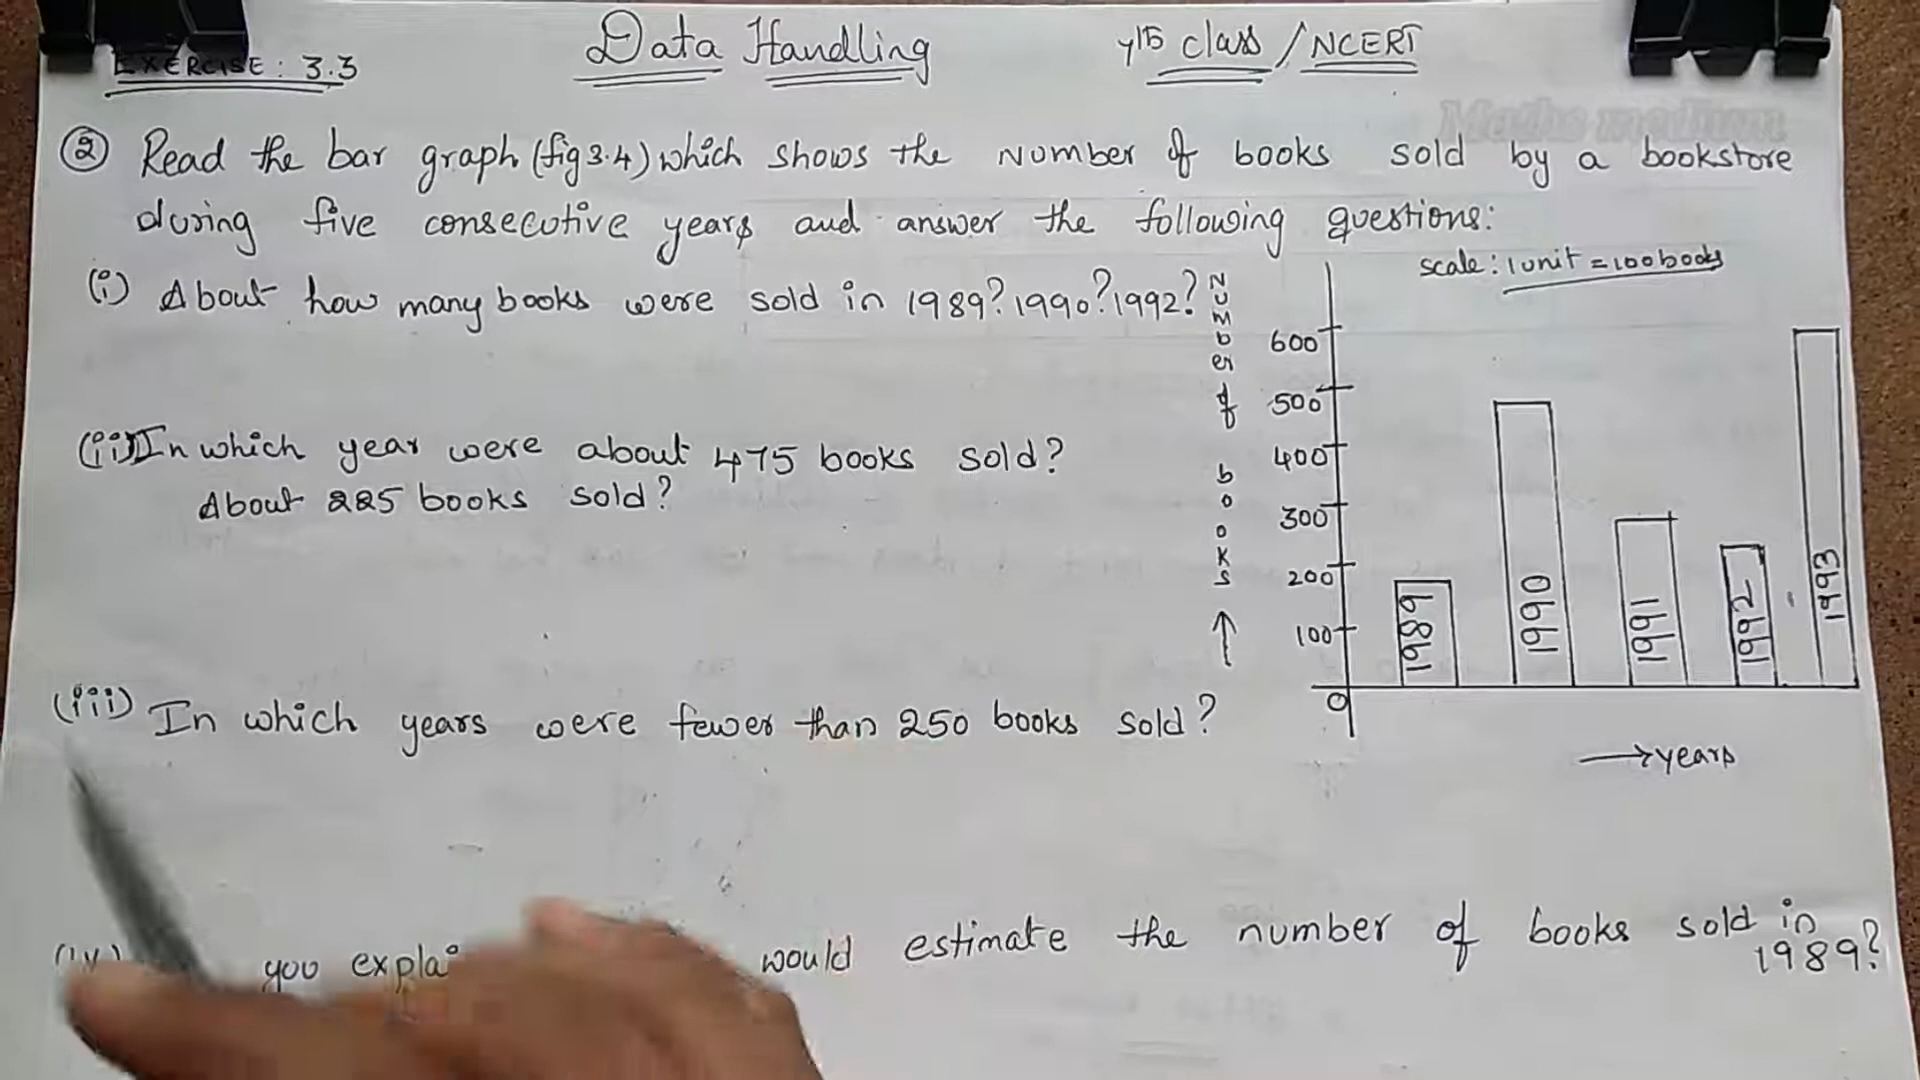 EXERCISE: 3.3
Data Handling
7th class / NCERT
Maths medium
② Read the bar graph (fig 3.4) which shows the number of books sold by a bookstore
during five consecutive years and answer the following questions:
(i) About how many books were sold in 1989? 1990? 1992?
(ii) In which year were about 475 books sold?
About 225 books sold?
(iii) In which years were fewer than 250 books sold?
(iv) you would estimate the number of books sold in
1989?
scale: 1 unit = 100 books
Number of books ↑
600
500
400
300
200
100
0
1989
1990
1991
1992
1993
→ years